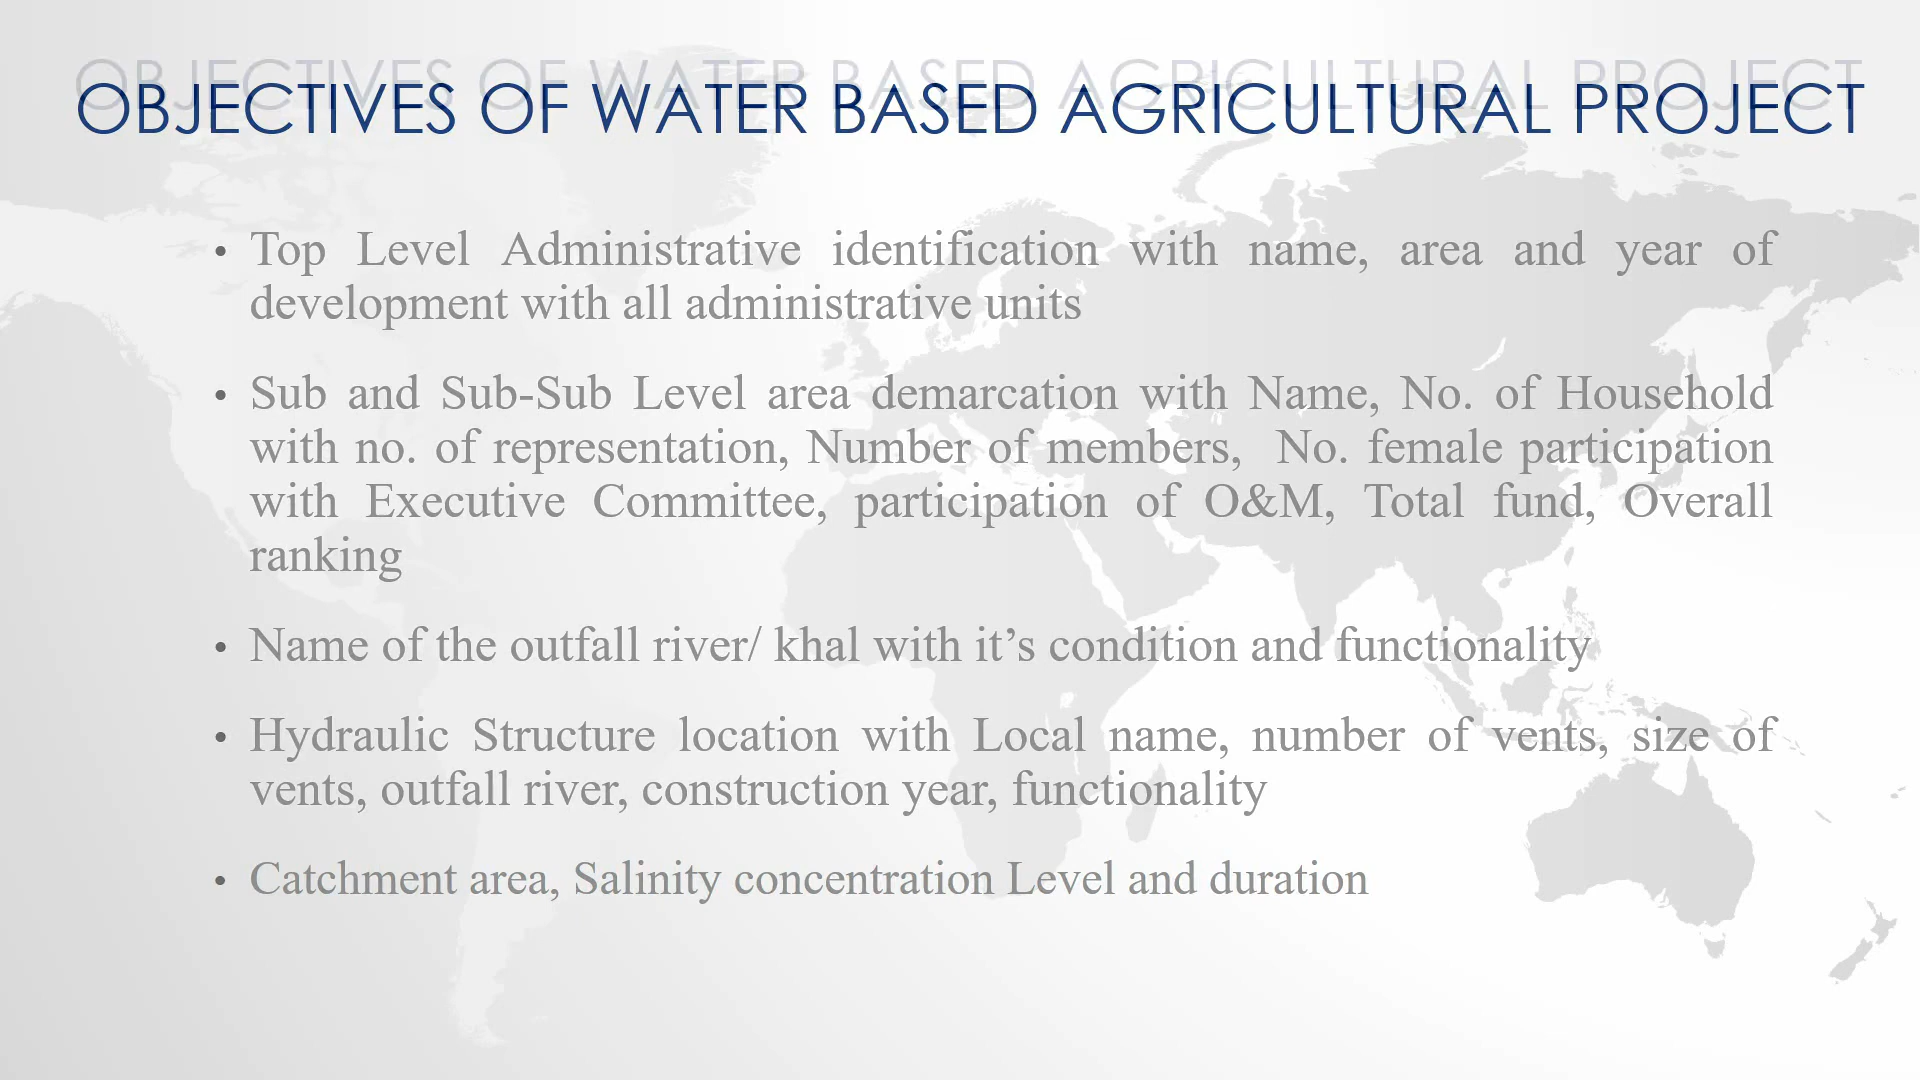 OBJECTIVES OF WATER BASED AGRICULTURAL PROJECT
• Top Level Administrative identification with name, area and year of
development with all administrative units
• Sub and Sub-Sub Level area demarcation with Name, No. of Household
with no. of representation, Number of members, No. female participation
with Executive Committee, participation of O&M, Total fund, Overall
ranking
• Name of the outfall river/ khal with it’s condition and functionality
• Hydraulic Structure location with Local name, number of vents, size of
vents, outfall river, construction year, functionality
• Catchment area, Salinity concentration Level and duration